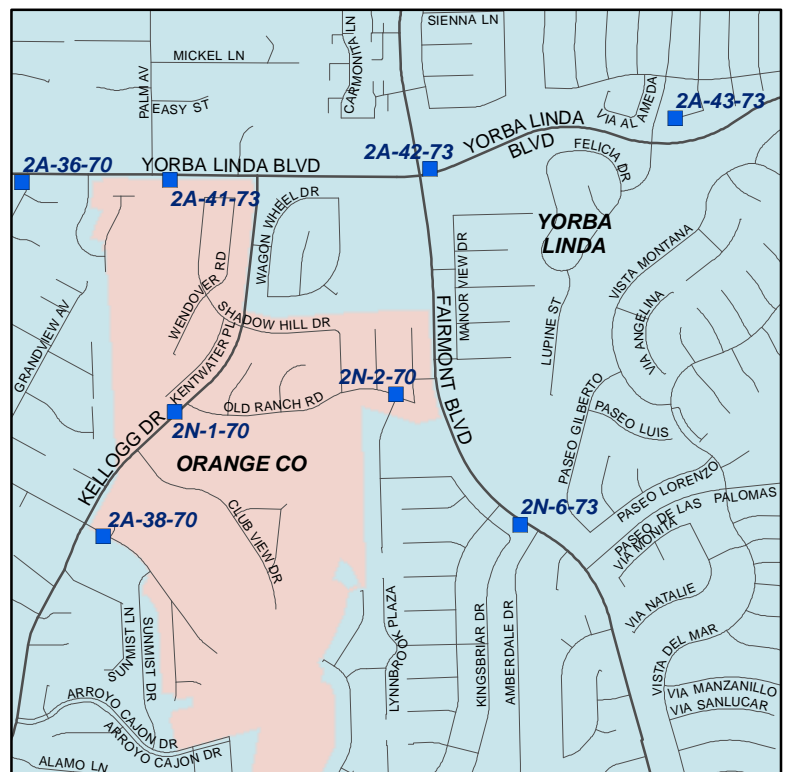 SIENNA LN
MICKEL LN
CARMONITA LN
PALM AV
EASY ST
VIA ALAMEDA
2A-43-73
YORBA LINDA
BLVD
2A-42-73
FELICIA DR
2A-36-70
YORBA LINDA BLVD
2A-41-73
WAGON WHEEL DR
YORBA
LINDA
VISTA MONTANA
WENDOVER RD
MANOR VIEW DR
SHADOW HILL DR
FAIRMONT BLVD
LUPINE ST
VIA ANGELINA
GRANDVIEW AV
KENTWATER PL
2N-2-70
OLD RANCH RD
2N-1-70
PASEO GILBERTO
PASEO LUIS
KELLOGG DR
ORANGE CO
PASEO LORENZO
PASEO DE LAS PALOMAS
2N-6-73
CLUB VIEW DR
2A-38-70
VIA MONITA
VIA NATALIE
LYNNBROOK PLAZA
KINGSBRIAR DR
AMBERDALE DR
SUNMIST LN
SUNMIST DR
VISTA DEL MAR
VIA MANZANILLO
VIA SANLUCAR
ARROYO CAJON DR
ARROYO CAJON DR
ALAMO LN